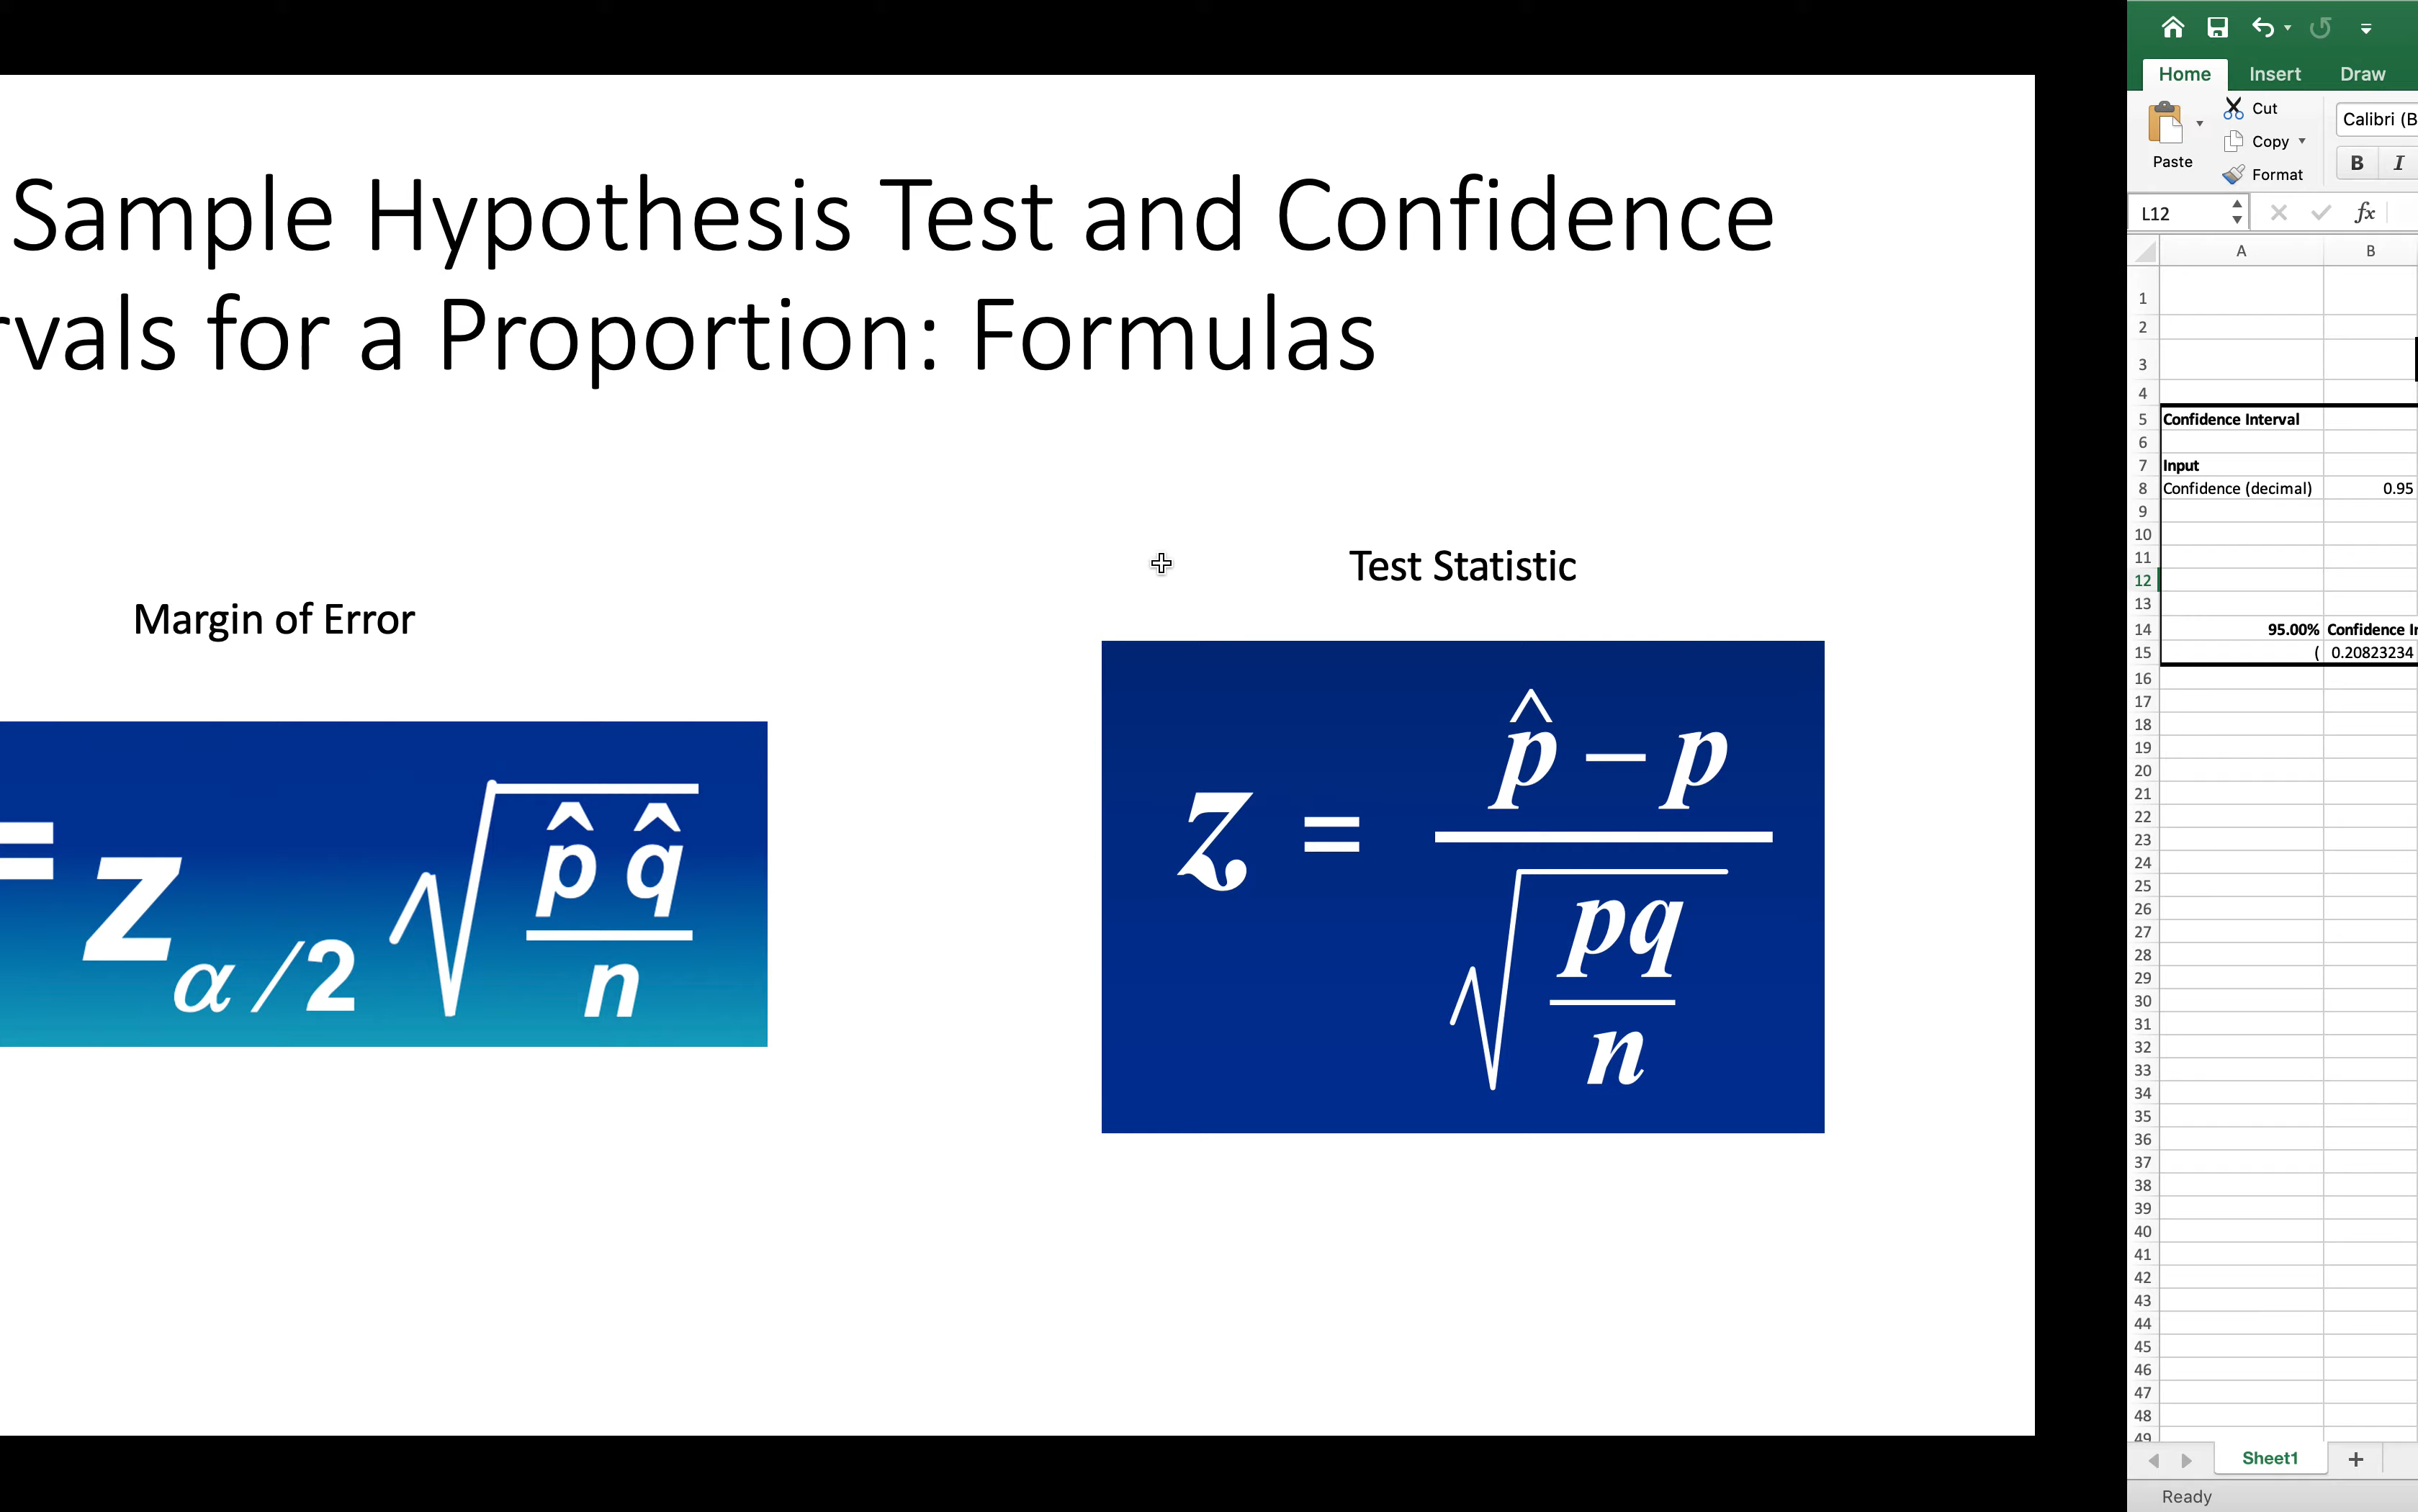 Sample Hypothesis Test and Confidence
rvals for a Proportion: Formulas
Margin of Error
= z α/2 √ p̂ q̂ / n
Test Statistic
z = p̂ − p / √ pq / n
Home Insert Draw
Paste
Cut
Copy
Format
Calibri (B
B I
L12
fx
A B
1
2
3
4
5 Confidence Interval
6
7 Input
8 Confidence (decimal) 0.95
9
10
11
12
13
14 95.00% Confidence In
15 ( 0.20823234
16
17
18
19
20
21
22
23
24
25
26
27
28
29
30
31
32
33
34
35
36
37
38
39
40
41
42
43
44
45
46
47
48
49
Sheet1 +
Ready